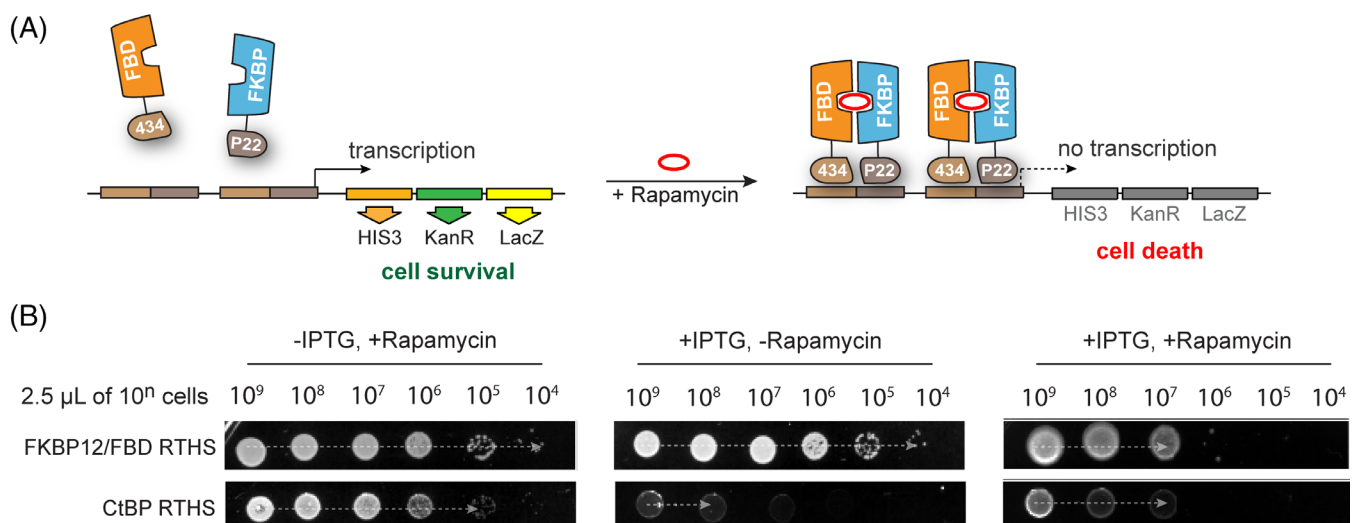 (A)
FBD
434
FKBP
P22
transcription
HIS3 KanR LacZ
cell survival
+ Rapamycin
FBD FKBP FBD FKBP
434 P22 434 P22
no transcription
HIS3 KanR LacZ
cell death
(B)
-IPTG, +Rapamycin +IPTG, -Rapamycin +IPTG, +Rapamycin
2.5 μL of 10ⁿ cells 10⁹ 10⁸ 10⁷ 10⁶ 10⁵ 10⁴ 10⁹ 10⁸ 10⁷ 10⁶ 10⁵ 10⁴ 10⁹ 10⁸ 10⁷ 10⁶ 10⁵ 10⁴
FKBP12/FBD RTHS
CtBP RTHS